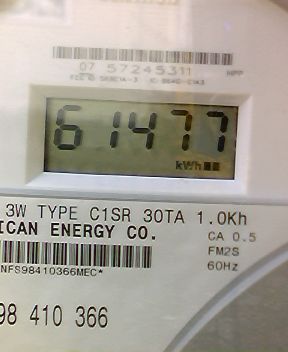 07 57245311 NPP
61477
kWh
3W TYPE C1SR 30TA 1.0Kh
ICAN ENERGY CO.
CA 0.5
FM2S
60Hz
NFS98410366MEC*
98 410 366